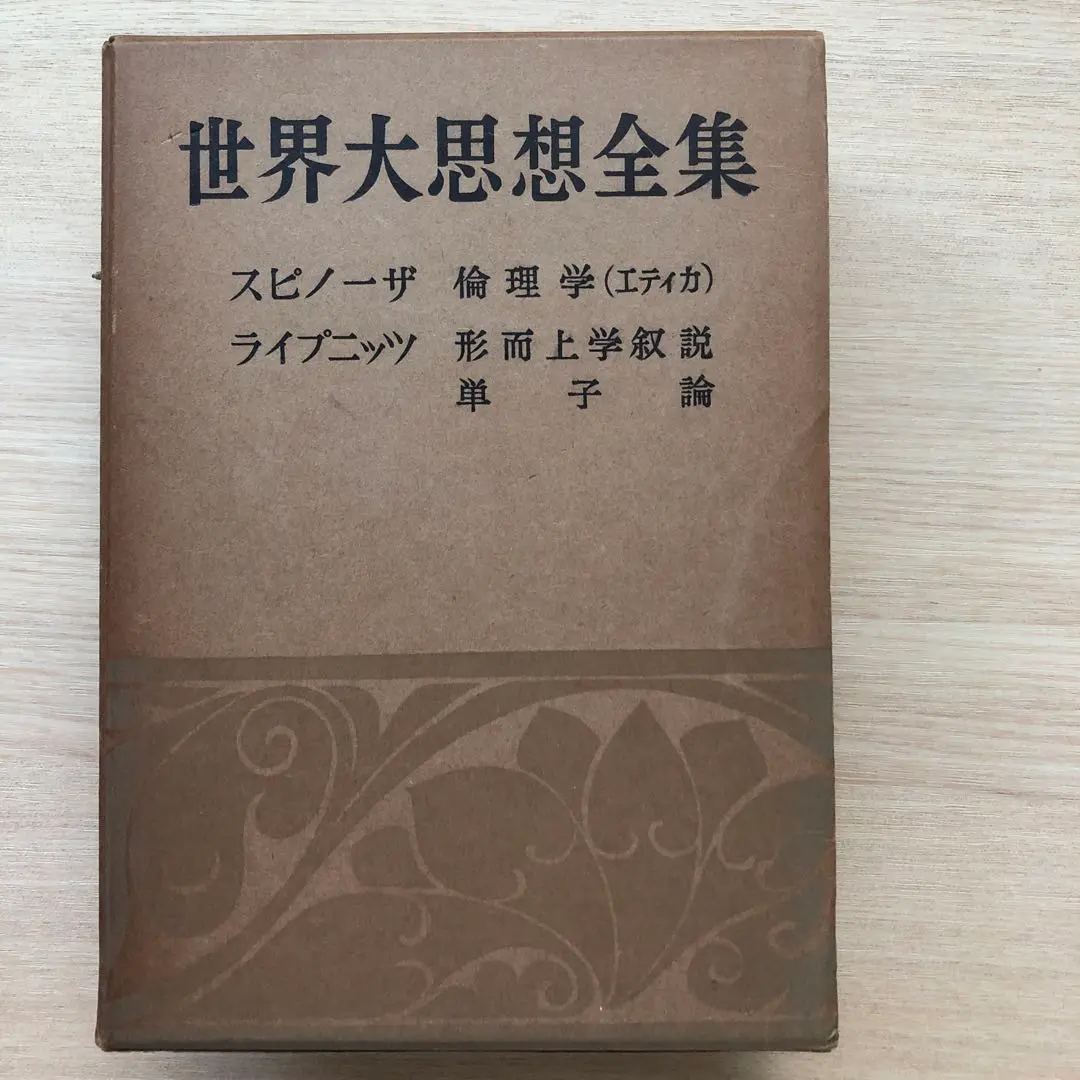 世界大思想全集
スピノーザ 倫理学(エティカ)
ライプニッツ 形而上学叙説
単子論